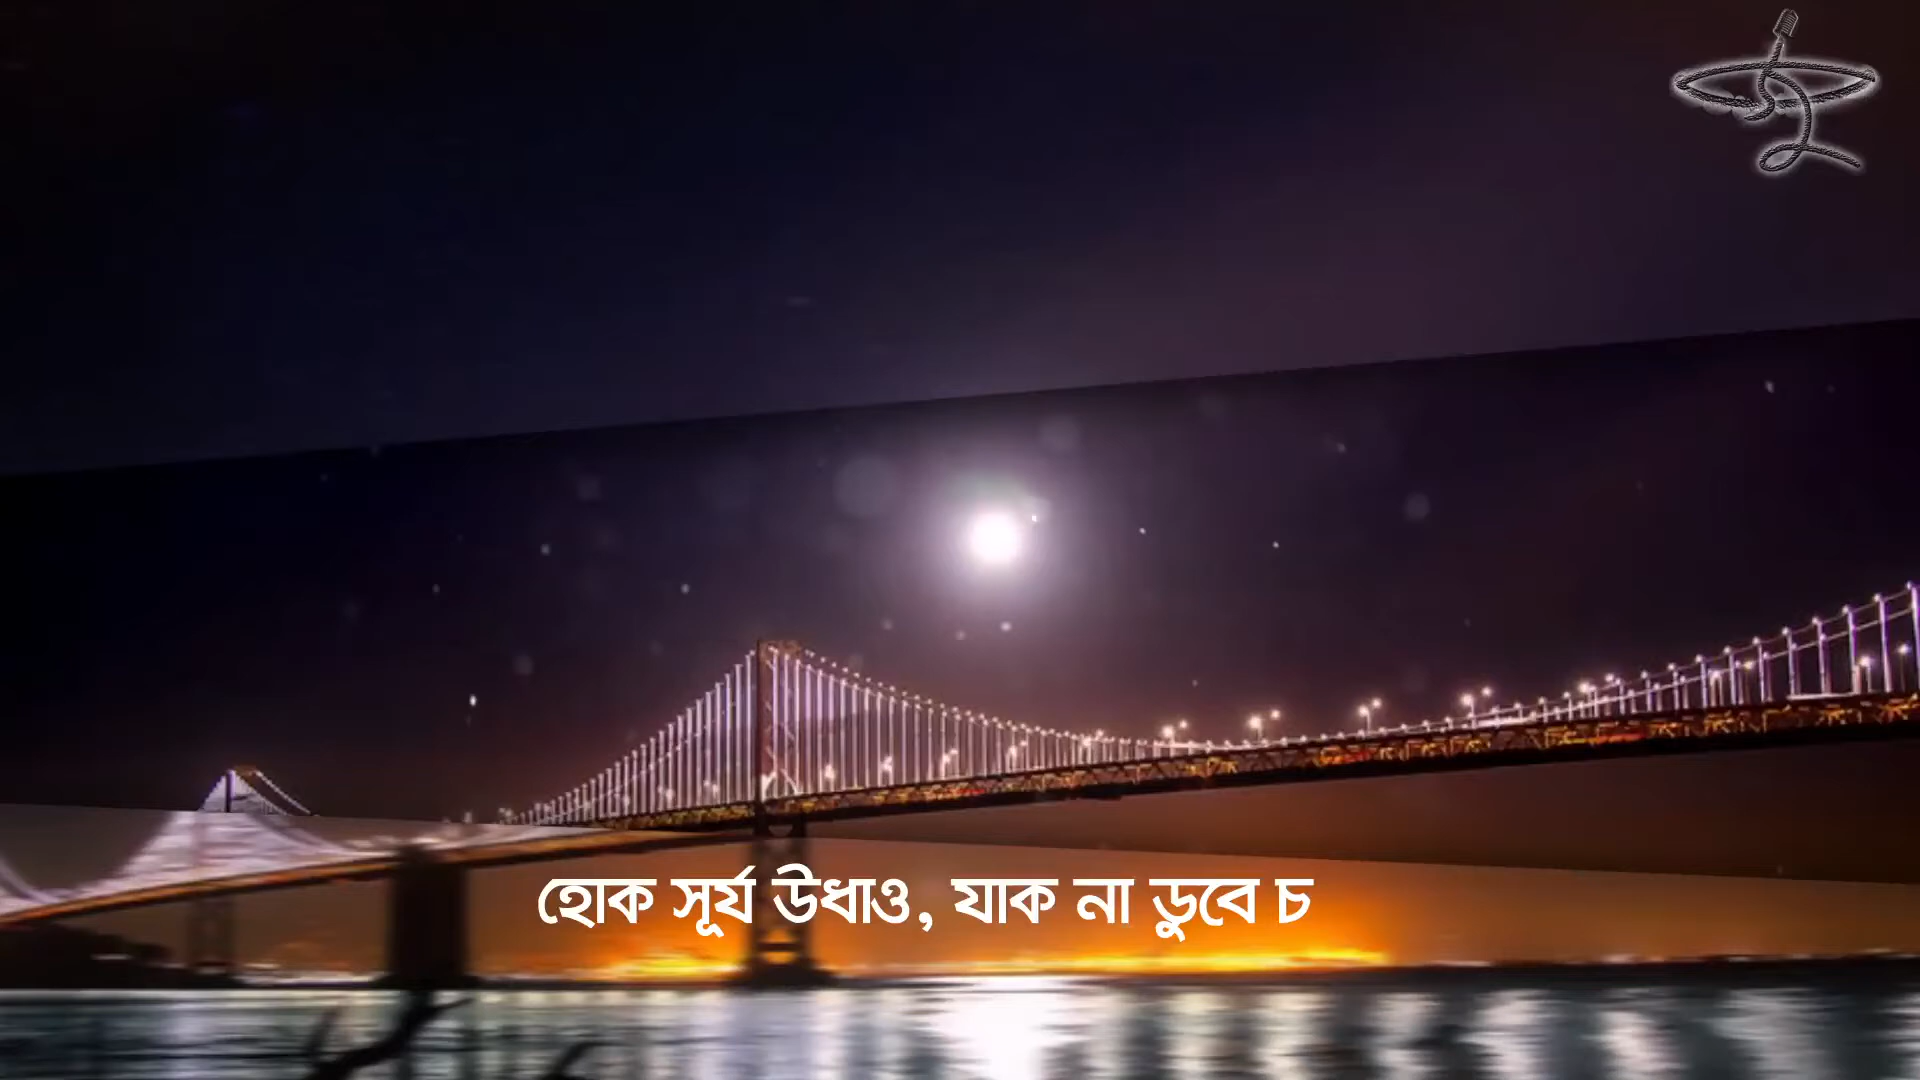 হোক সূর্য উধাও, যাক না ডুবে চ